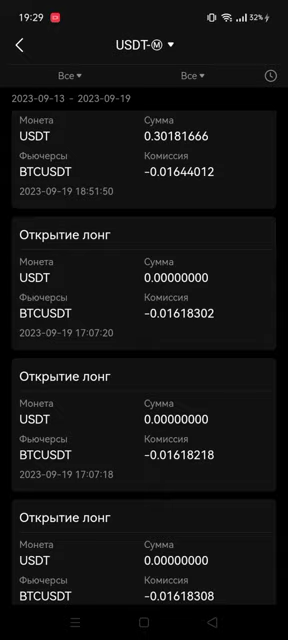 19:29
32%
USDT-Ⓜ
Все Все
2023-09-13 - 2023-09-19
Монета Сумма
USDT 0.30181666
Фьючерсы Комиссия
BTCUSDT -0.01644012
2023-09-19 18:51:50
Открытие лонг
Монета Сумма
USDT 0.00000000
Фьючерсы Комиссия
BTCUSDT -0.01618302
2023-09-19 17:07:20
Открытие лонг
Монета Сумма
USDT 0.00000000
Фьючерсы Комиссия
BTCUSDT -0.01618218
2023-09-19 17:07:18
Открытие лонг
Монета Сумма
USDT 0.00000000
Фьючерсы Комиссия
BTCUSDT -0.01618308